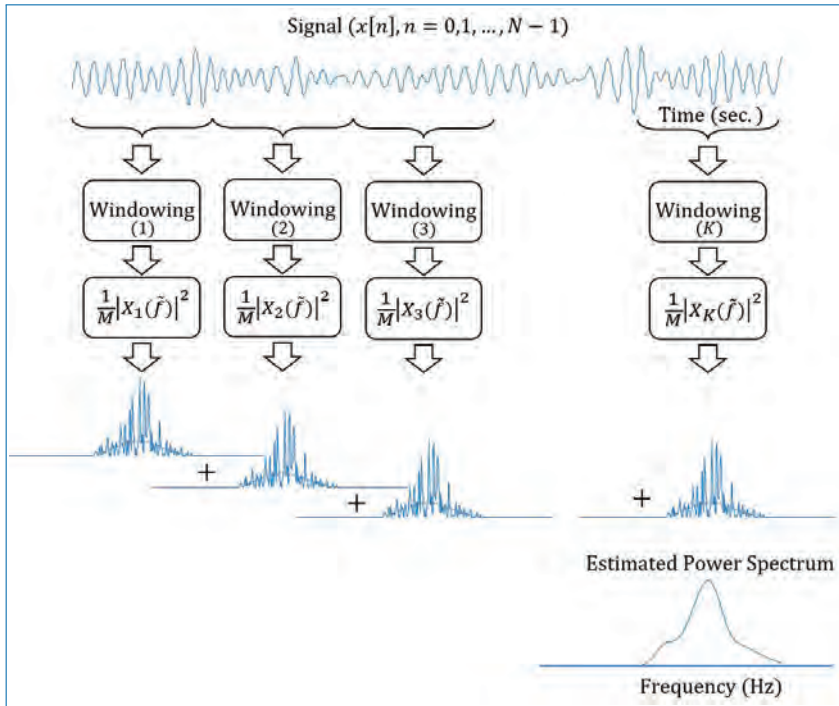 Signal (x[n], n = 0,1, ..., N − 1)
Time (sec.)
Windowing (1)
Windowing (2)
Windowing (3)
Windowing (K)
1/M |X₁(f̃)|²
1/M |X₂(f̃)|²
1/M |X₃(f̃)|²
1/M |X_K(f̃)|²
+
+
+
Estimated Power Spectrum
Frequency (Hz)